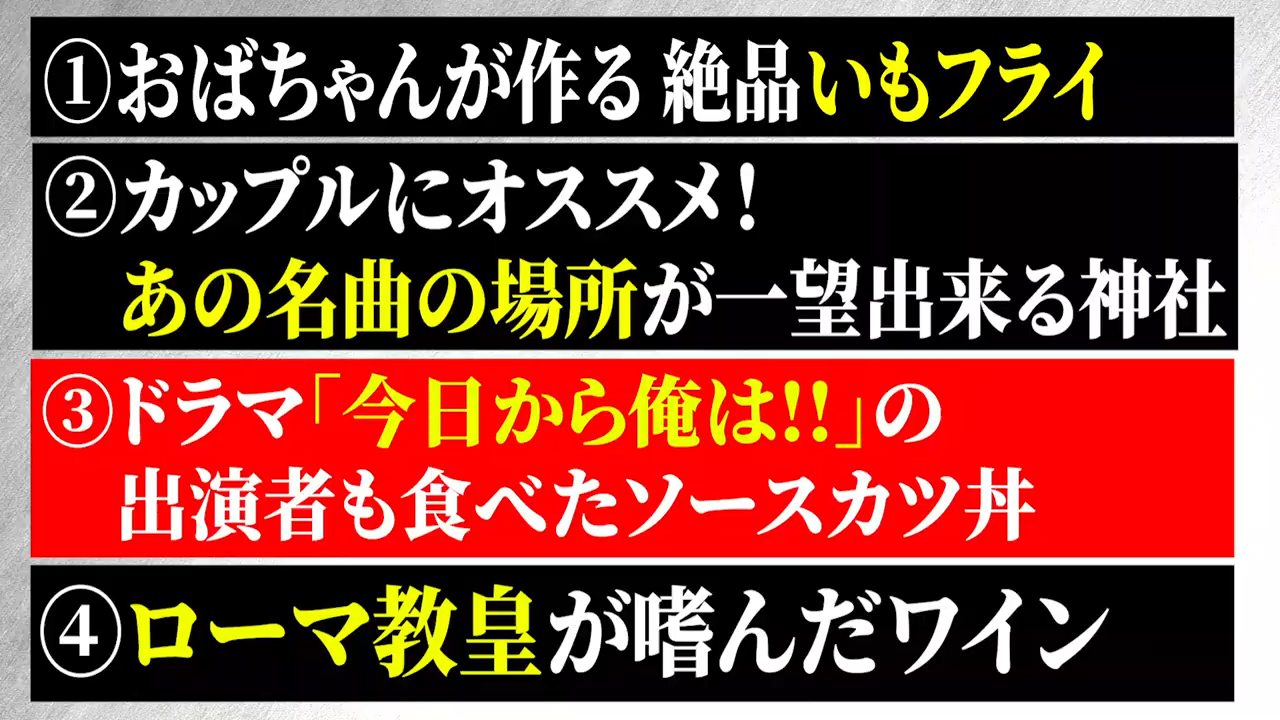 ①おばちゃんが作る 絶品いもフライ
②カップルにオススメ!
あの名曲の場所が一望出来る神社
③ドラマ「今日から俺は!!」の
出演者も食べたソースカツ丼
④ローマ教皇が嗜んだワイン